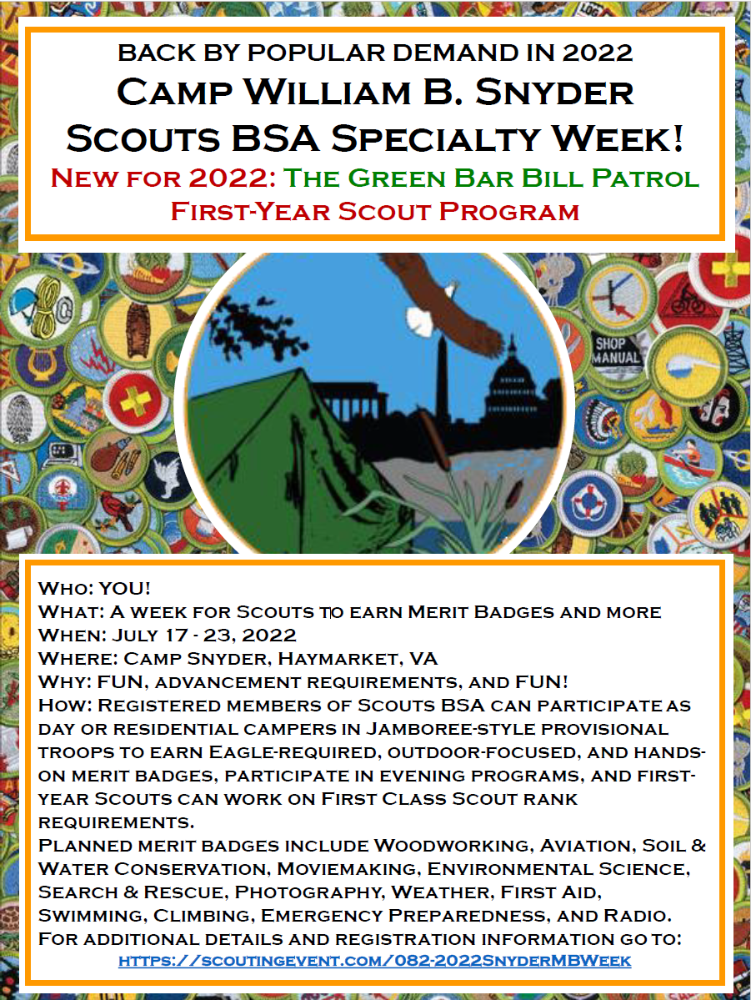 LOG
BACK BY POPULAR DEMAND IN 2022
CAMP WILLIAM B. SNYDER
SCOUTS BSA SPECIALTY WEEK!
NEW FOR 2022: THE GREEN BAR BILL PATROL
FIRST-YEAR SCOUT PROGRAM
SHOP
MANUAL
WHO: YOU!
WHAT: A WEEK FOR SCOUTS TO EARN MERIT BADGES AND MORE
WHEN: JULY 17 - 23, 2022
WHERE: CAMP SNYDER, HAYMARKET, VA
WHY: FUN, ADVANCEMENT REQUIREMENTS, AND FUN!
HOW: REGISTERED MEMBERS OF SCOUTS BSA CAN PARTICIPATE AS
DAY OR RESIDENTIAL CAMPERS IN JAMBOREE-STYLE PROVISIONAL
TROOPS TO EARN EAGLE-REQUIRED, OUTDOOR-FOCUSED, AND HANDS-
ON MERIT BADGES, PARTICIPATE IN EVENING PROGRAMS, AND FIRST-
YEAR SCOUTS CAN WORK ON FIRST CLASS SCOUT RANK
REQUIREMENTS.
PLANNED MERIT BADGES INCLUDE WOODWORKING, AVIATION, SOIL &
WATER CONSERVATION, MOVIEMAKING, ENVIRONMENTAL SCIENCE,
SEARCH & RESCUE, PHOTOGRAPHY, WEATHER, FIRST AID,
SWIMMING, CLIMBING, EMERGENCY PREPAREDNESS, AND RADIO.
FOR ADDITIONAL DETAILS AND REGISTRATION INFORMATION GO TO:
HTTPS://SCOUTINGEVENT.COM/082-2022SNYDERMBWEEK